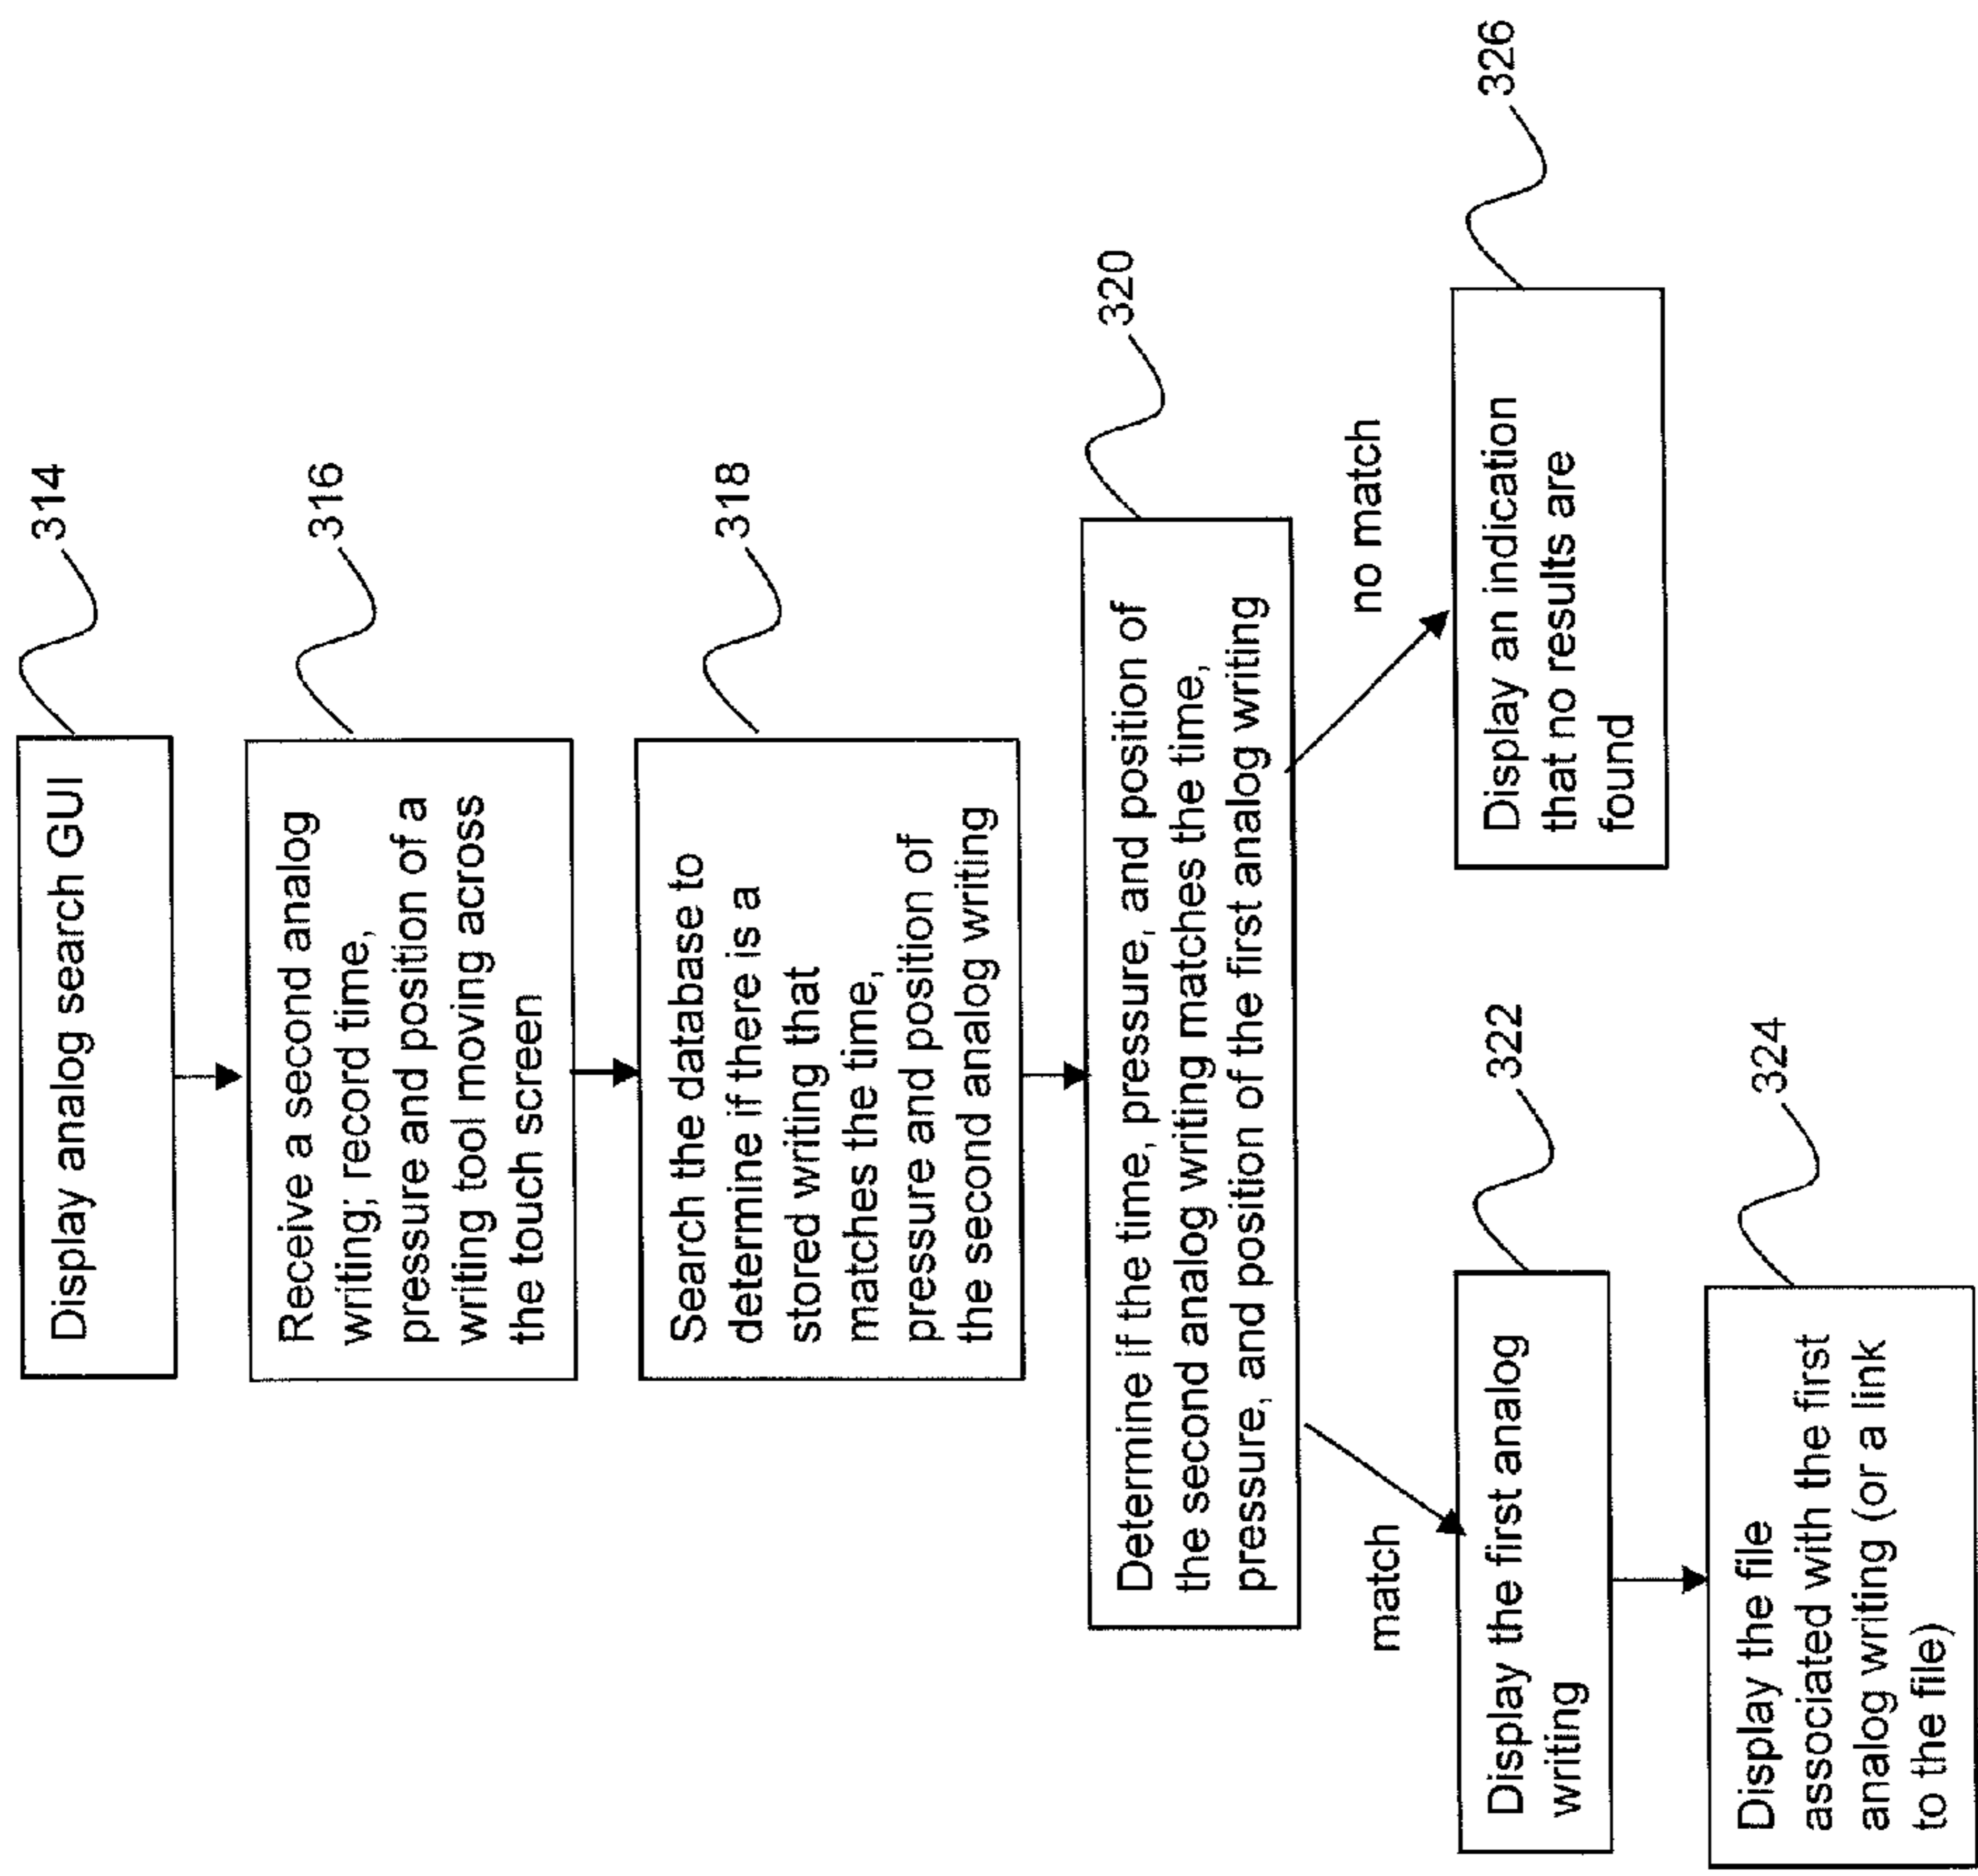 Display analog search GUI
314
Receive a second analog
writing; record time,
pressure and position of a
writing tool moving across
the touch screen
316
Search the database to
determine if there is a
stored writing that
matches the time,
pressure and position of
the second analog writing
318
Determine if the time, pressure, and position of
the second analog writing matches the time,
pressure, and position of the first analog writing
320
match
no match
Display the first analog
writing
322
Display an indication
that no results are
found
326
Display the file
associated with the first
analog writing (or a link
to the file)
324